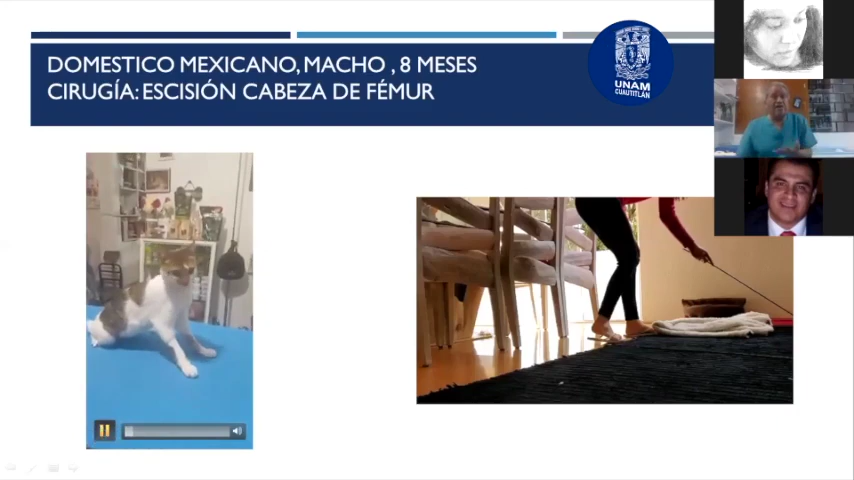 DOMESTICO MEXICANO, MACHO , 8 MESES
CIRUGÍA: ESCISIÓN CABEZA DE FÉMUR
UNAM
CUAUTITLÁN